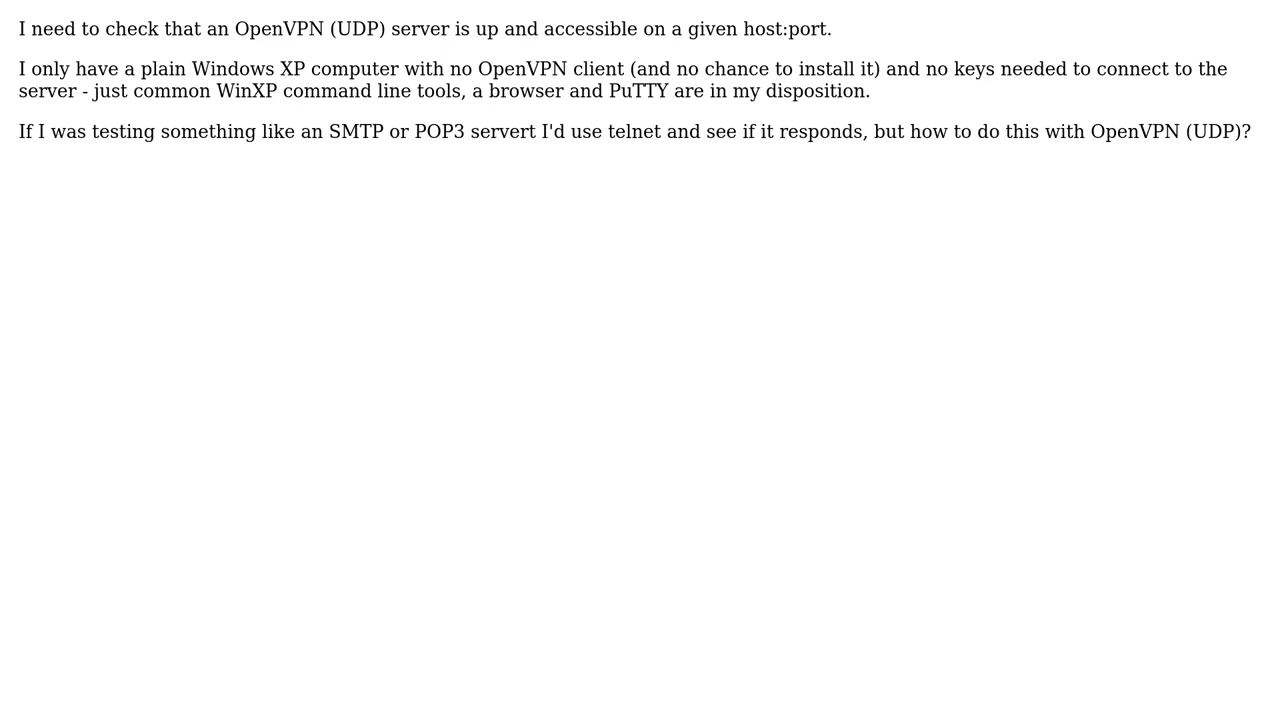 I need to check that an OpenVPN (UDP) server is up and accessible on a given host:port.
I only have a plain Windows XP computer with no OpenVPN client (and no chance to install it) and no keys needed to connect to the
server - just common WinXP command line tools, a browser and PuTTY are in my disposition.
If I was testing something like an SMTP or POP3 servert I'd use telnet and see if it responds, but how to do this with OpenVPN (UDP)?